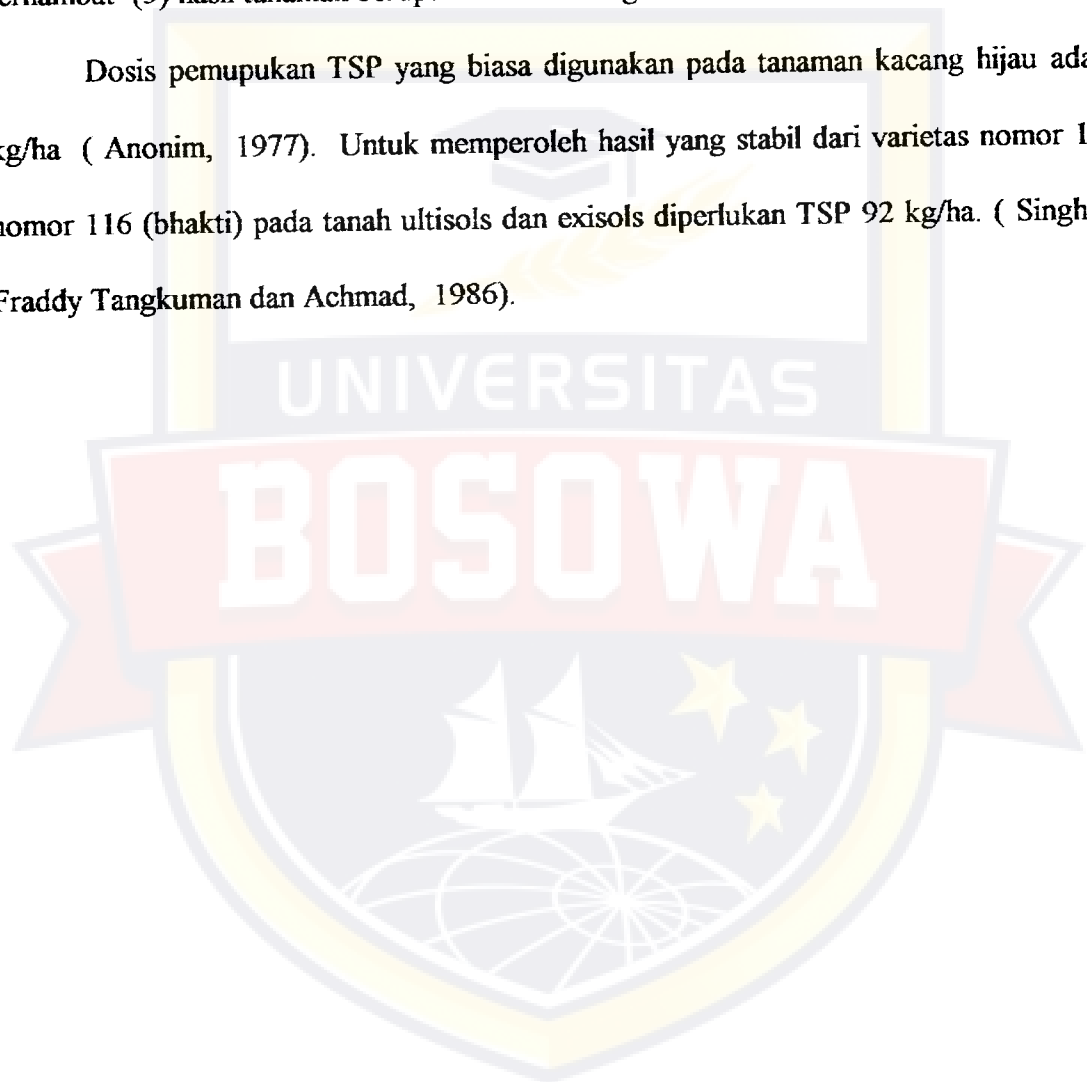 Dosis pemupukan TSP yang biasa digunakan pada tanaman kacang hijau
kg/ha ( Anonim, 1977). Untuk memperoleh hasil yang stabil dari varietas nomor
nomor 116 (bhakti) pada tanah ultisols dan exisols diperlukan TSP 92 kg/ha. ( Singh
Fraddy Tangkuman dan Achmad, 1986).
UNIVERSITAS
BOSOWA